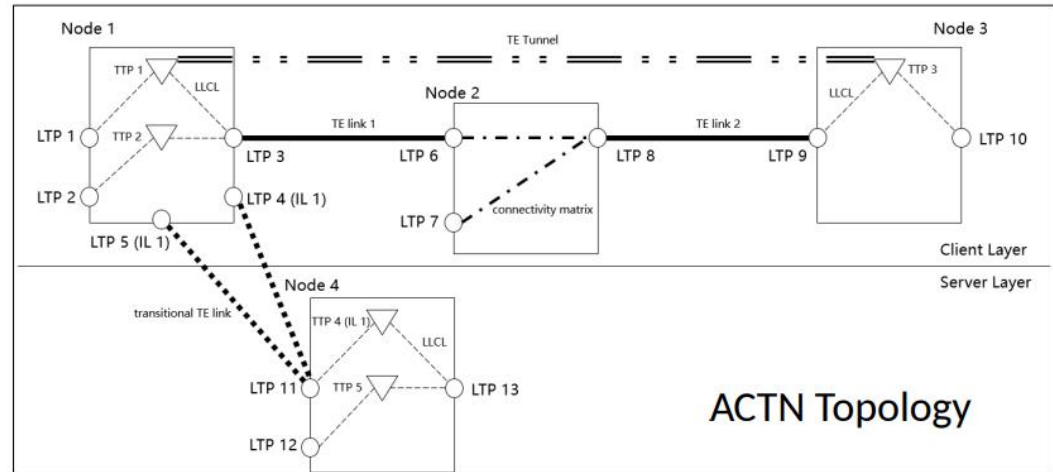 Node 1
TE Tunnel
Node 3
TTP 1
TTP 3
LLCL
Node 2
LLCL
LTP 1
TTP 2
TE link 1
TE link 2
LTP 3
LTP 6
LTP 8
LTP 9
LTP 10
LTP 2
LTP 4 (IL 1)
LTP 7
connectivity matrix
LTP 5 (IL 1)
Client Layer
Server Layer
Node 4
transitional TE link
TTP 4 (IL 1)
LLCL
LTP 11
TTP 5
LTP 13
LTP 12
ACTN Topology